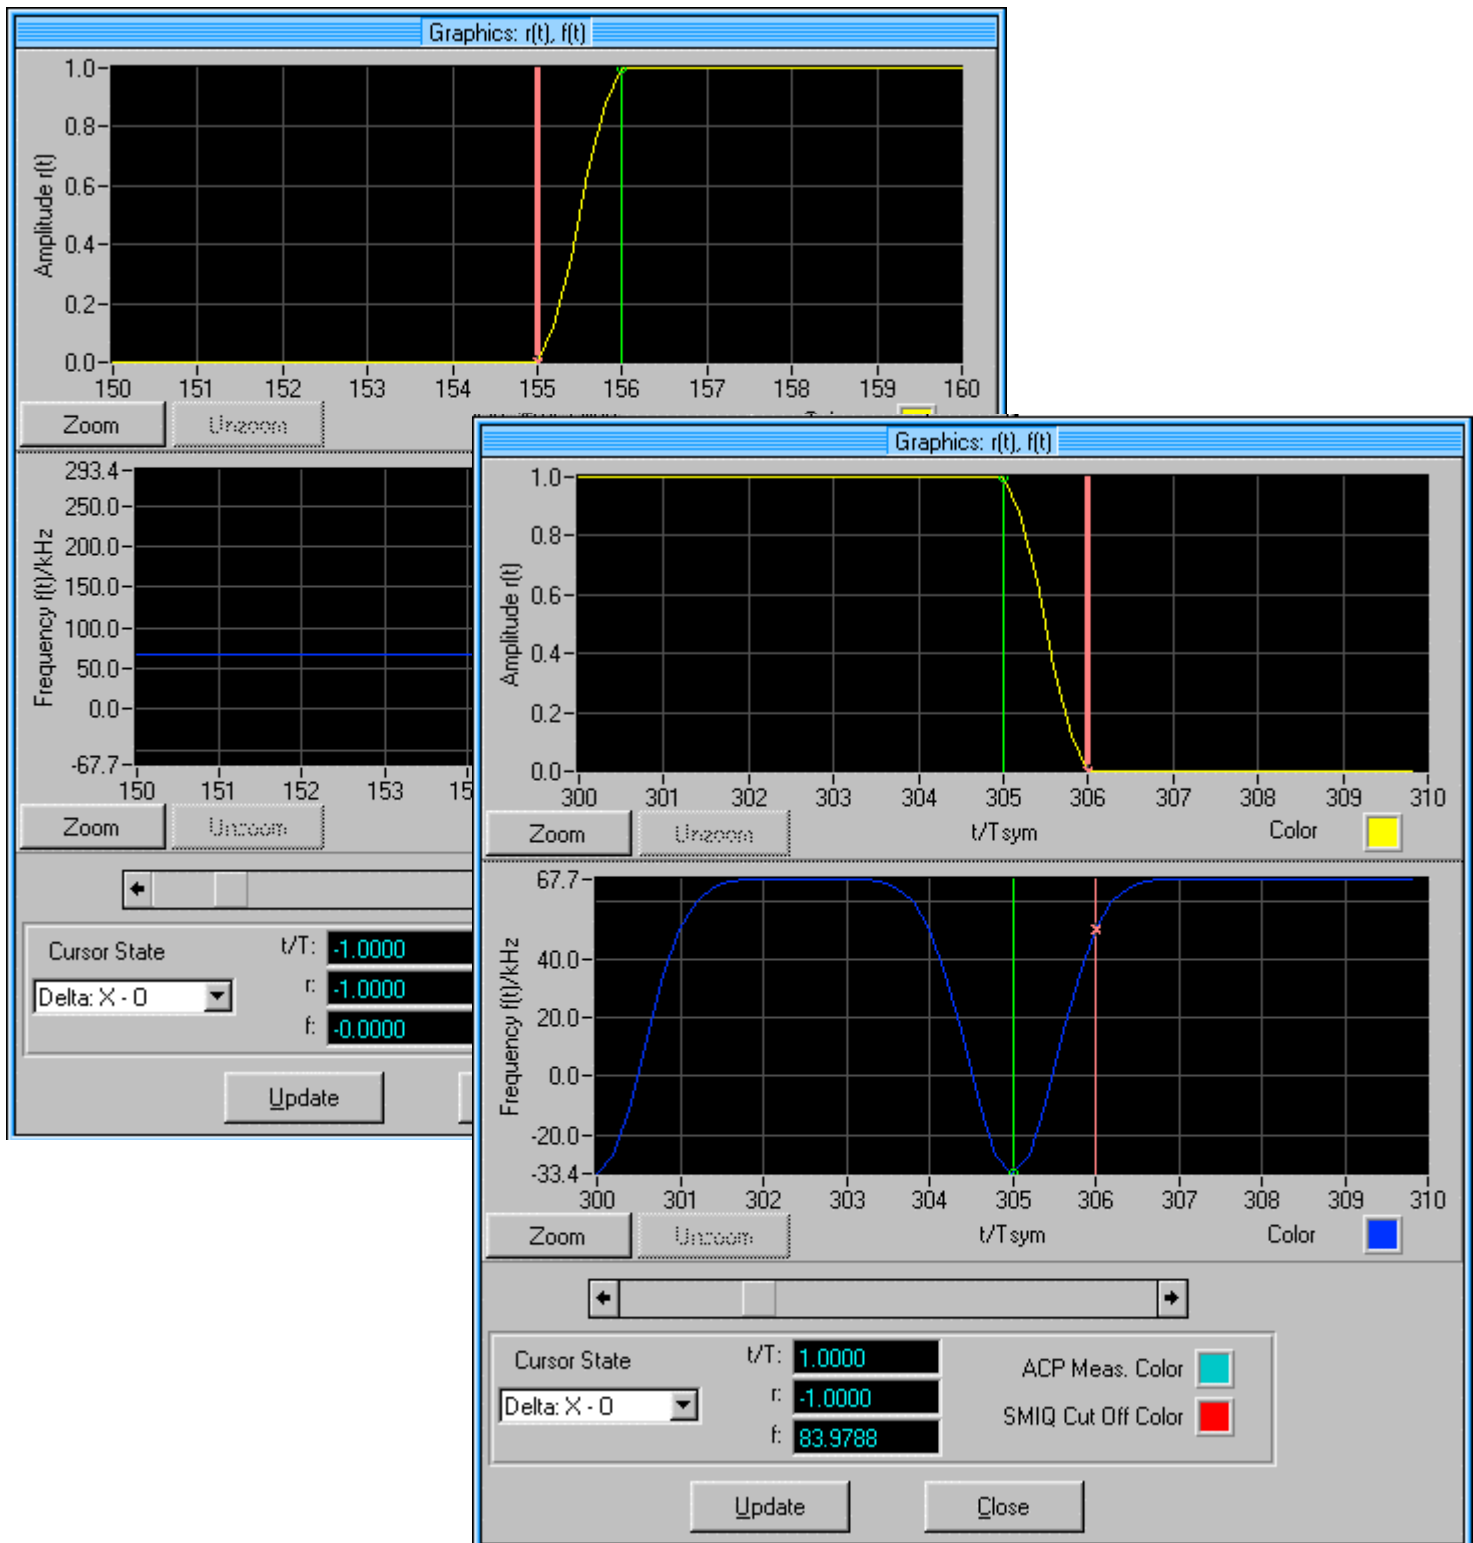 Graphics: r(t), f(t)
Amplitude r(t)
1.0
0.8
0.6
0.4
0.2
0.0
150 151 152 153 154 155 156 157 158 159 160
Zoom Unzoom
Frequency f(t)/kHz
293.4
250.0
200.0
150.0
100.0
50.0
0.0
-67.7
150 151 152 153 15
Zoom Unzoom
Cursor State
Delta: X - O
t/T: -1.0000
r: -1.0000
f: -0.0000
Update
Graphics: r(t), f(t)
Amplitude r(t)
1.0
0.8
0.6
0.4
0.2
0.0
300 301 302 303 304 305 306 307 308 309 310
Zoom Unzoom t/Tsym Color
Frequency f(t)/kHz
67.7
40.0
20.0
0.0
-20.0
-33.4
300 301 302 303 304 305 306 307 308 309 310
Zoom Unzoom t/Tsym Color
Cursor State
Delta: X - O
t/T: 1.0000
r: -1.0000
f: 83.9788
ACP Meas. Color
SMIQ Cut Off Color
Update Close